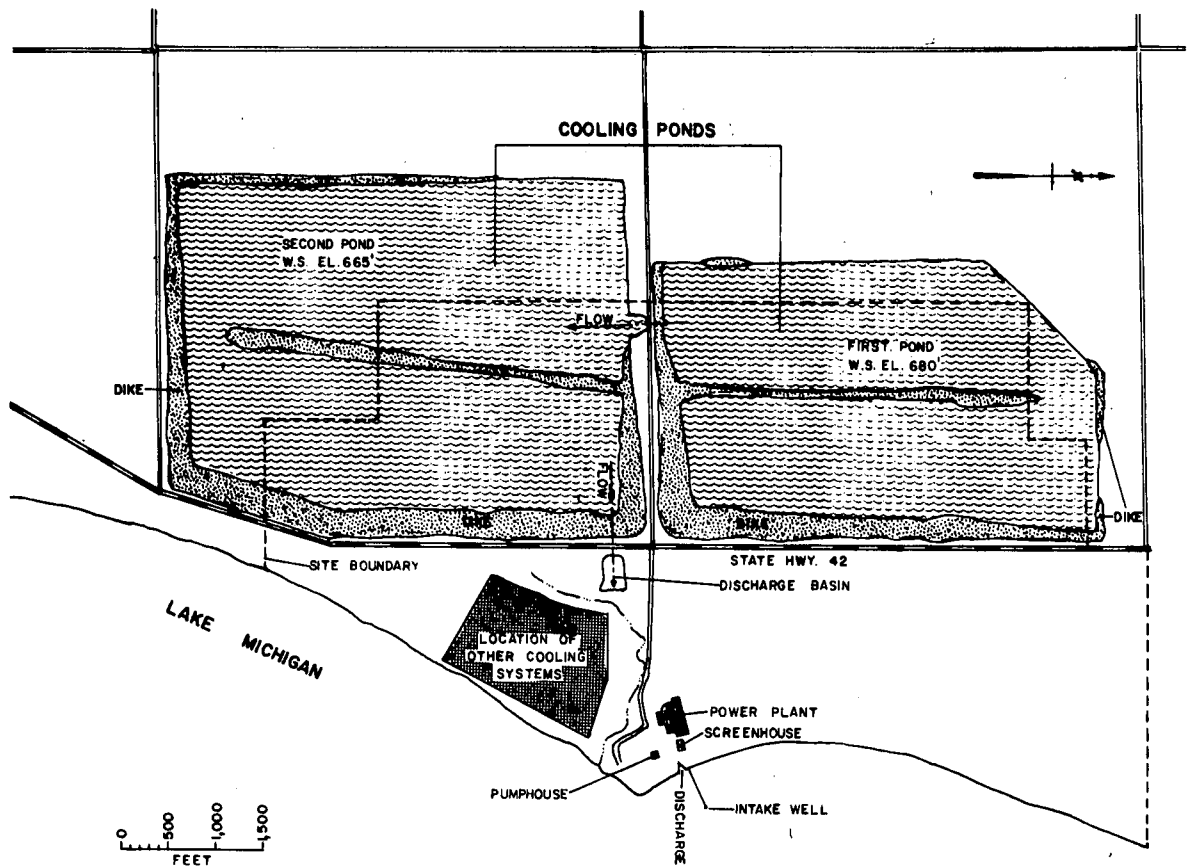 COOLING PONDS
N
SECOND POND
W.S. EL. 665'
FLOW
FIRST POND
W.S. EL. 680'
DIKE
FLOW
DIKE
DIKE
DIKE
STATE HWY. 42
SITE BOUNDARY
DISCHARGE BASIN
LAKE MICHIGAN
LOCATION OF
OTHER COOLING
SYSTEMS
POWER PLANT
SCREENHOUSE
PUMPHOUSE
INTAKE WELL
DISCHARGE
0 500 1,000 1,500
FEET